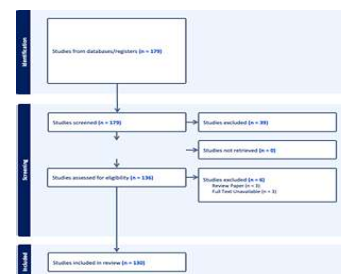 Identification
Studies from databases/registers (n = 179)
Screening
Studies screened (n = 179)
Studies excluded (n = 39)
Studies not retrieved (n = 0)
Studies assessed for eligibility (n = 136)
Studies excluded (n = 6)
Review Paper (n = 3)
Full Text Unavailable (n = 3)
Included
Studies included in review (n = 130)